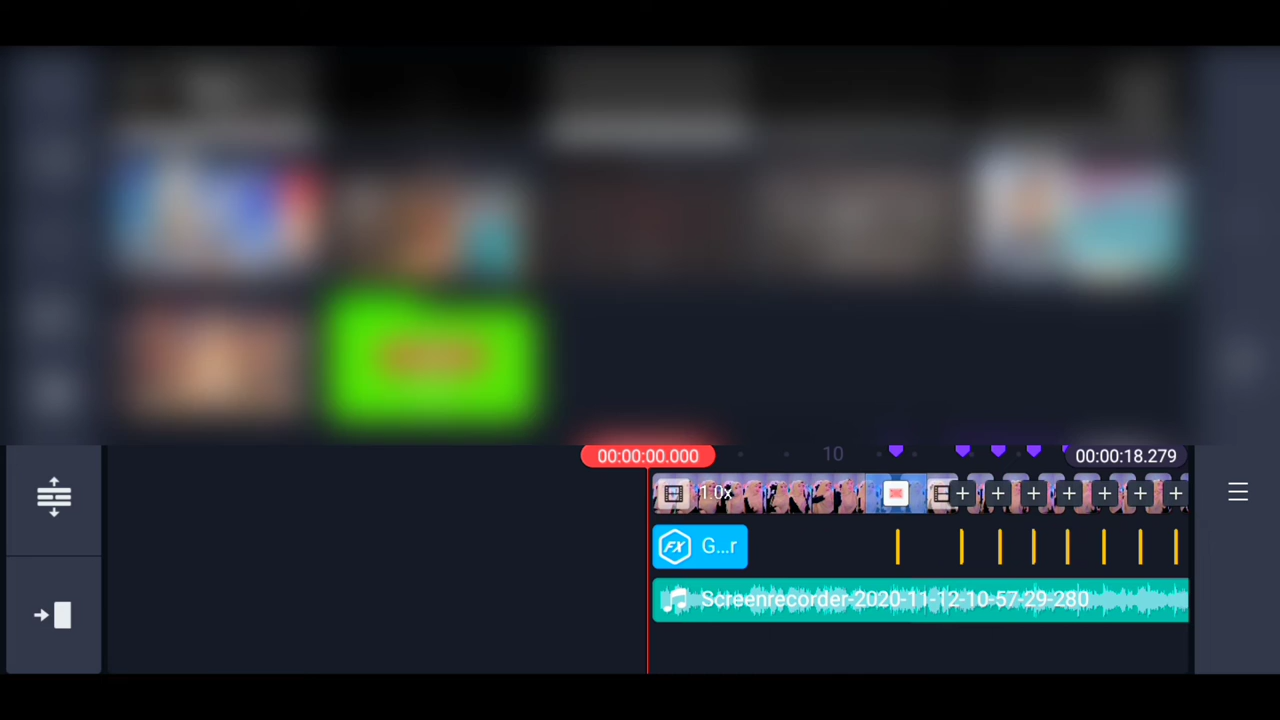 00:00:00.000
10
00:00:18.279
1.0x
FX G...r
Screenrecorder-2020-11-12-10-57-29-280